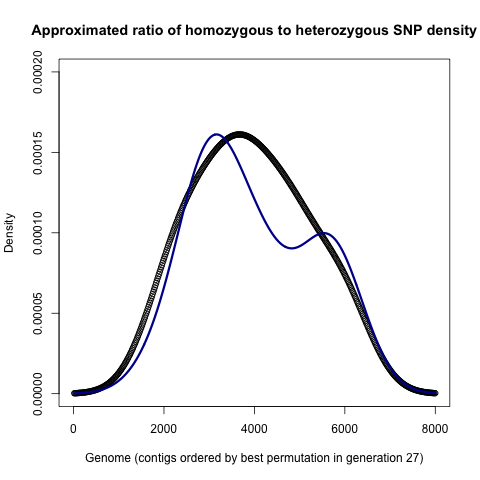 Approximated ratio of homozygous to heterozygous SNP density
0.00020
0.00015
0.00010
0.00005
0.00000
Density
0 2000 4000 6000 8000
Genome (contigs ordered by best permutation in generation 27)